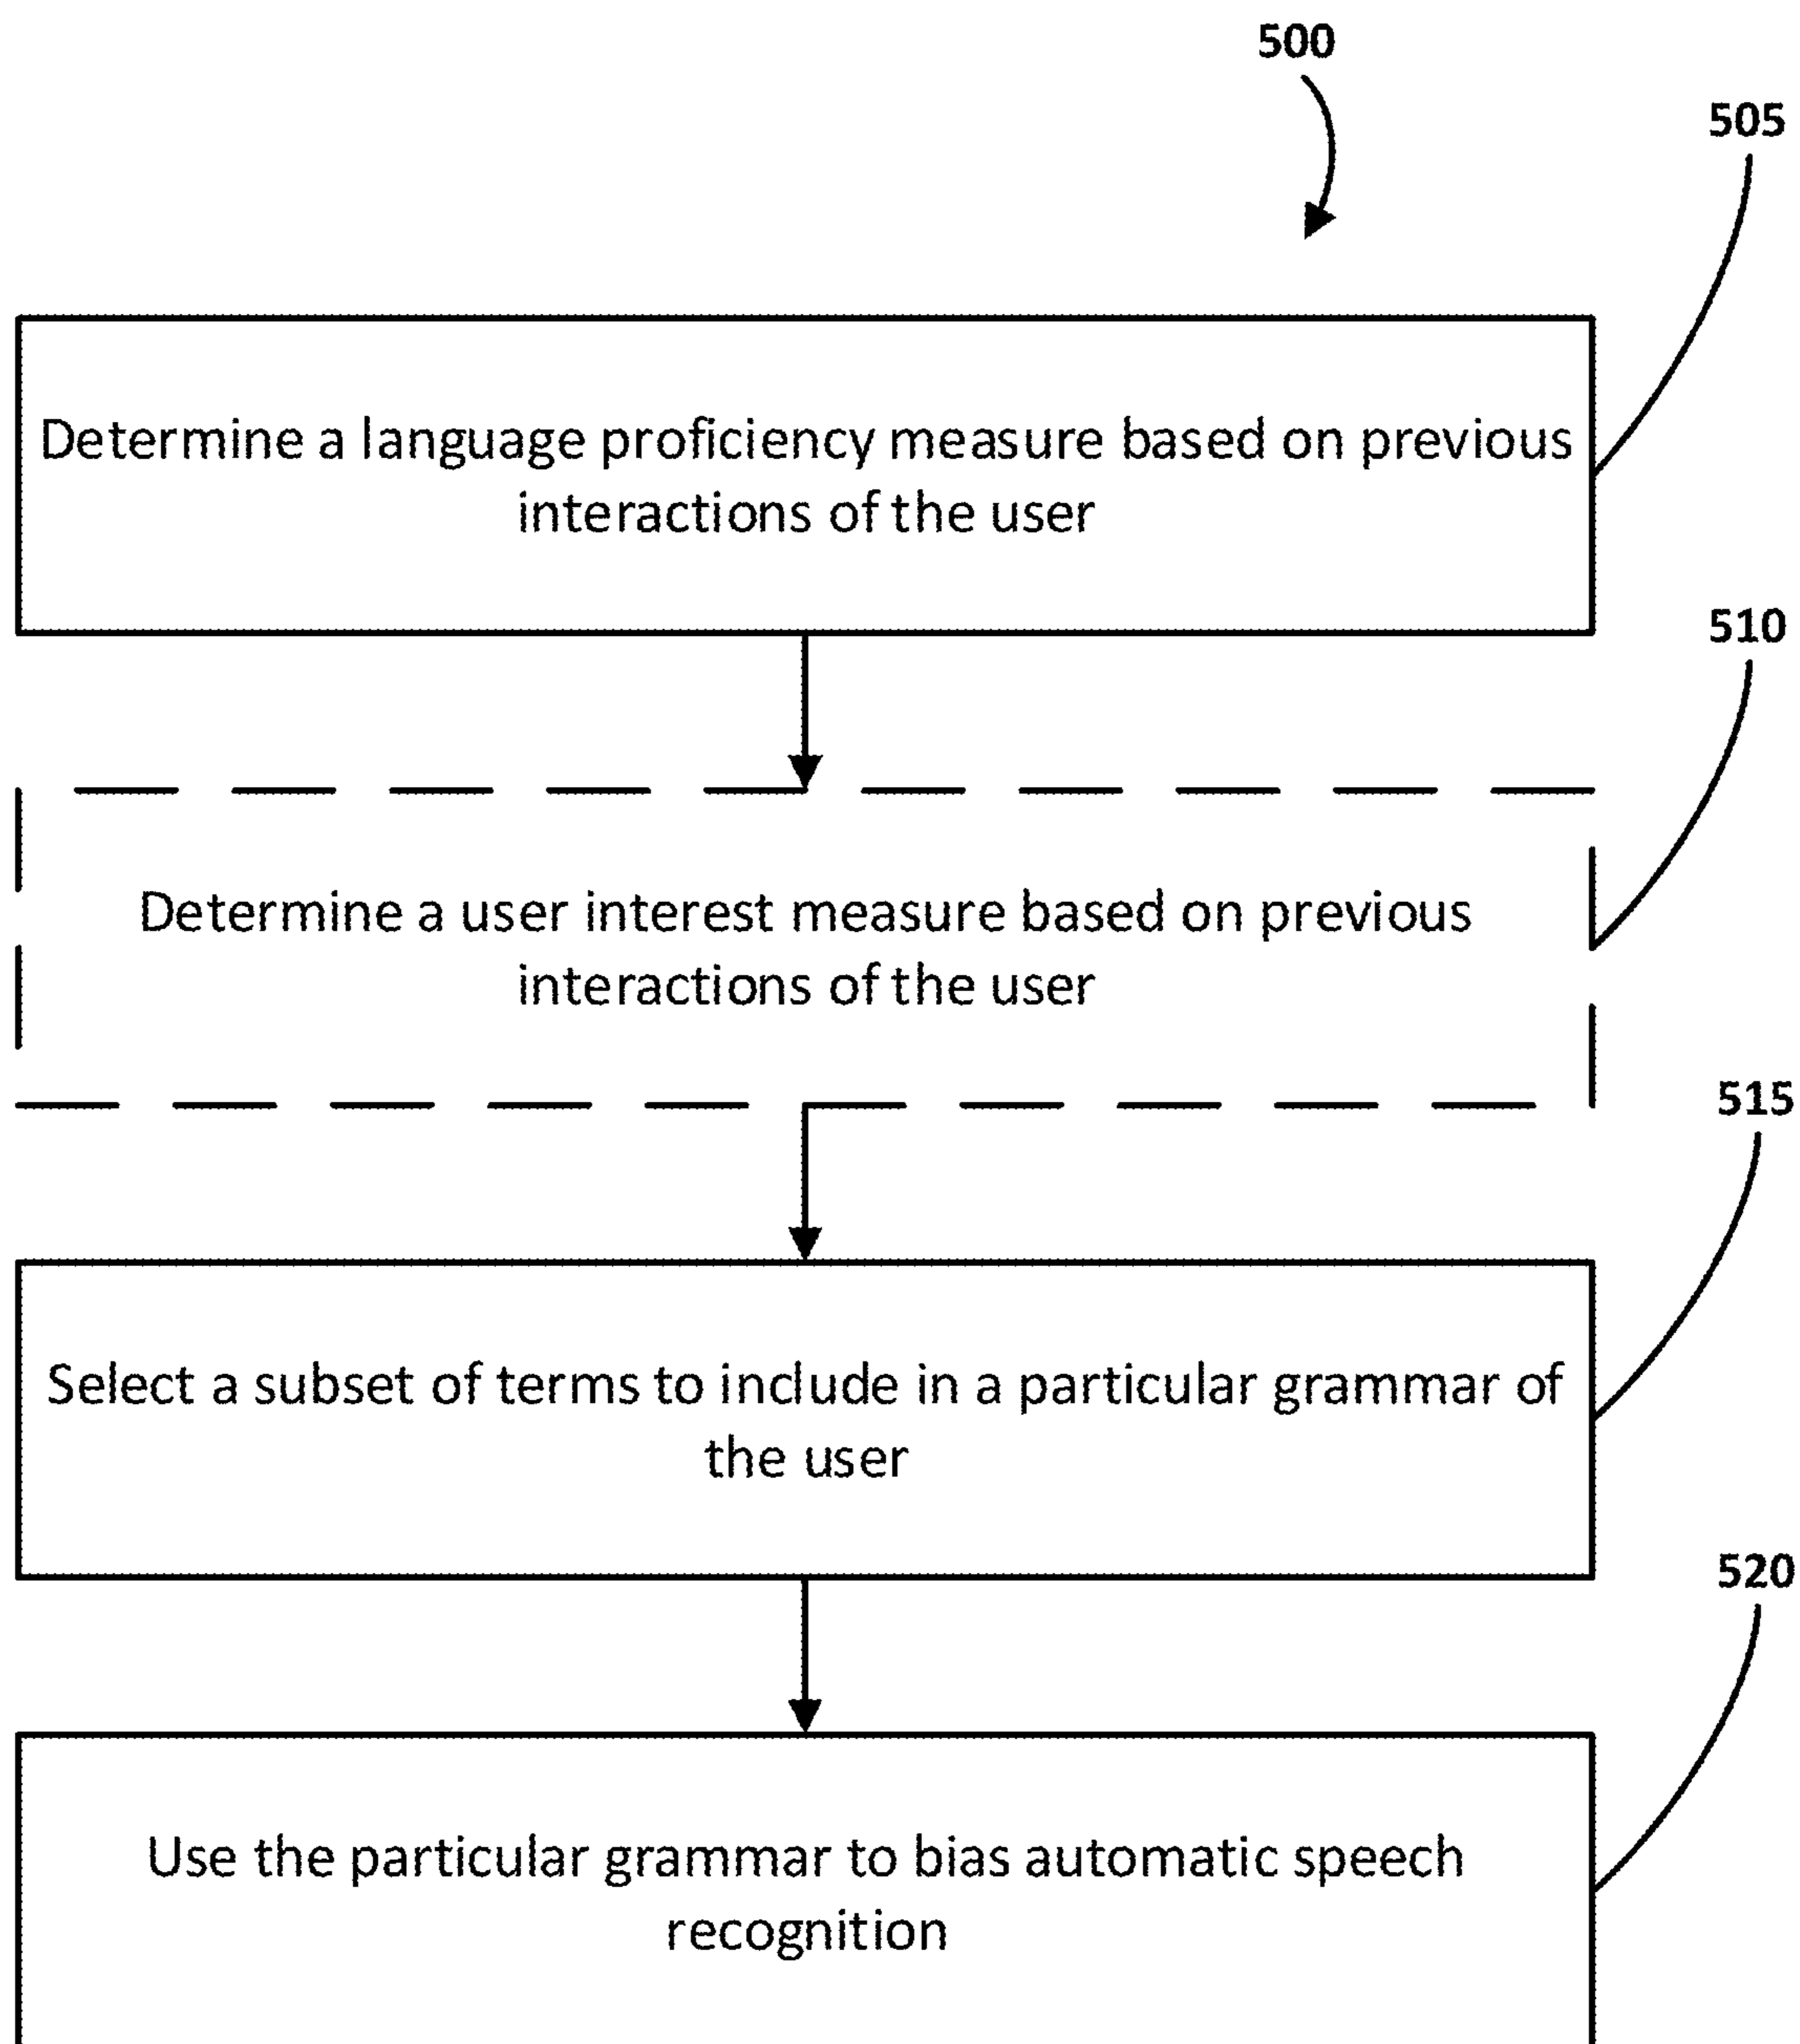 500
505
Determine a language proficiency measure based on previous
interactions of the user
510
Determine a user interest measure based on previous
interactions of the user
515
Select a subset of terms to include in a particular grammar of
the user
520
Use the particular grammar to bias automatic speech
recognition